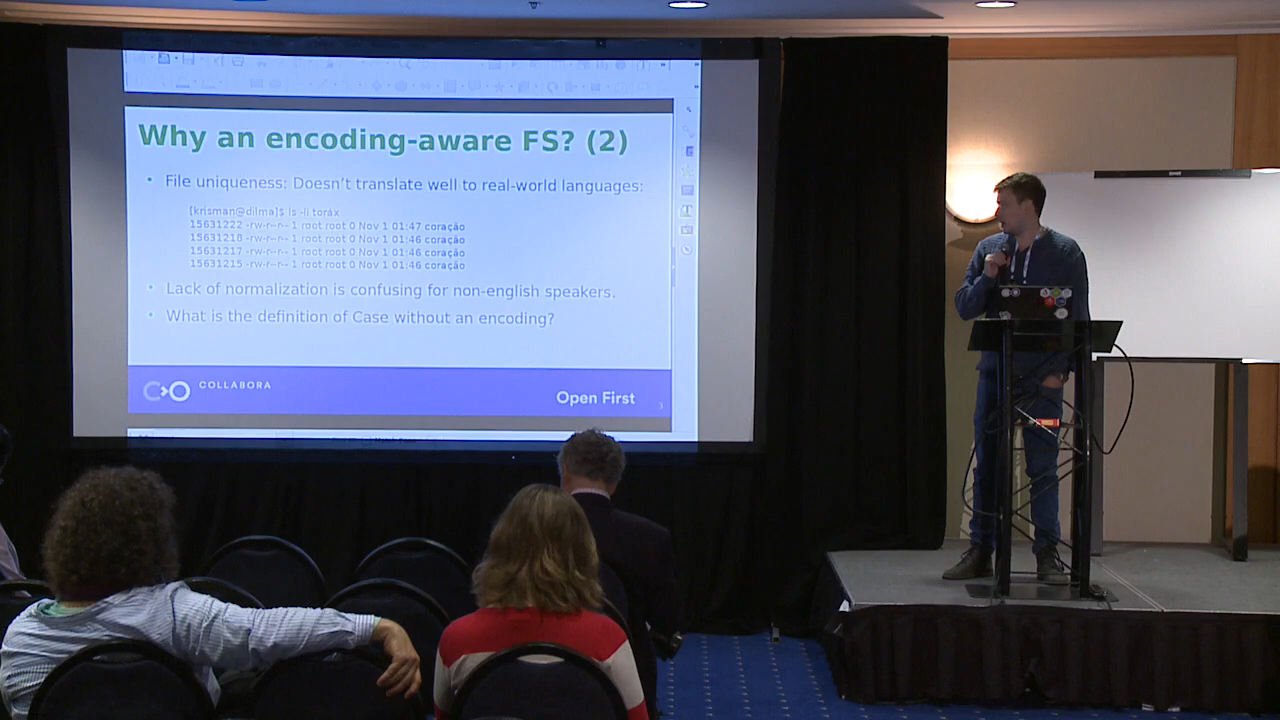 Why an encoding-aware FS? (2)
• File uniqueness: Doesn't translate well to real-world languages:
[krisman@dilma]$ ls -li torax
15631222 -rw-r--r-- 1 root root 0 Nov 1 01:47 coração
15631218 -rw-r--r-- 1 root root 0 Nov 1 01:46 coração
15631217 -rw-r--r-- 1 root root 0 Nov 1 01:46 coração
15631215 -rw-r--r-- 1 root root 0 Nov 1 01:46 coração
• Lack of normalization is confusing for non-english speakers.
• What is the definition of Case without an encoding?
COLLABORA
Open First
3